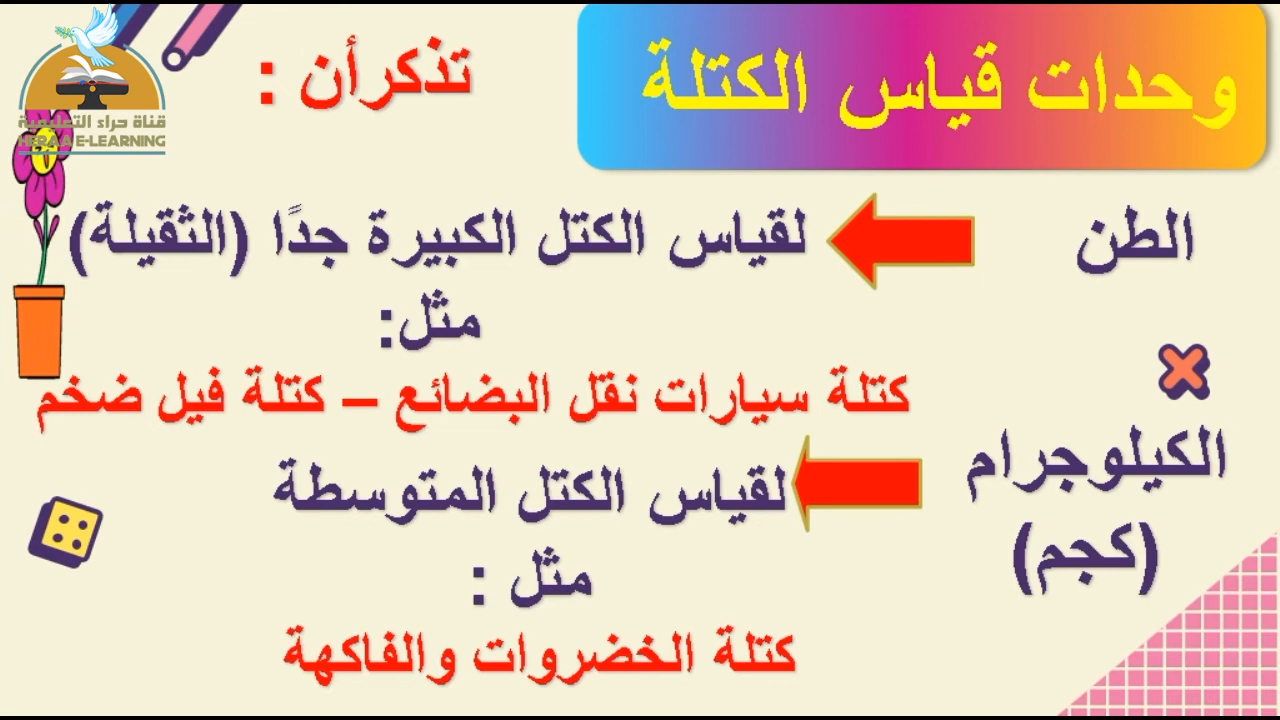 وحدات قياس الكتلة
تذكرأن :
قناة حراء التعليمية
HERAA E-LEARNING
الطن
لقياس الكتل الكبيرة جدًا (الثقيلة)
مثل:
كتلة سيارات نقل البضائع – كتلة فيل ضخم
الكيلوجرام
(كجم)
لقياس الكتل المتوسطة
مثل :
كتلة الخضروات والفاكهة